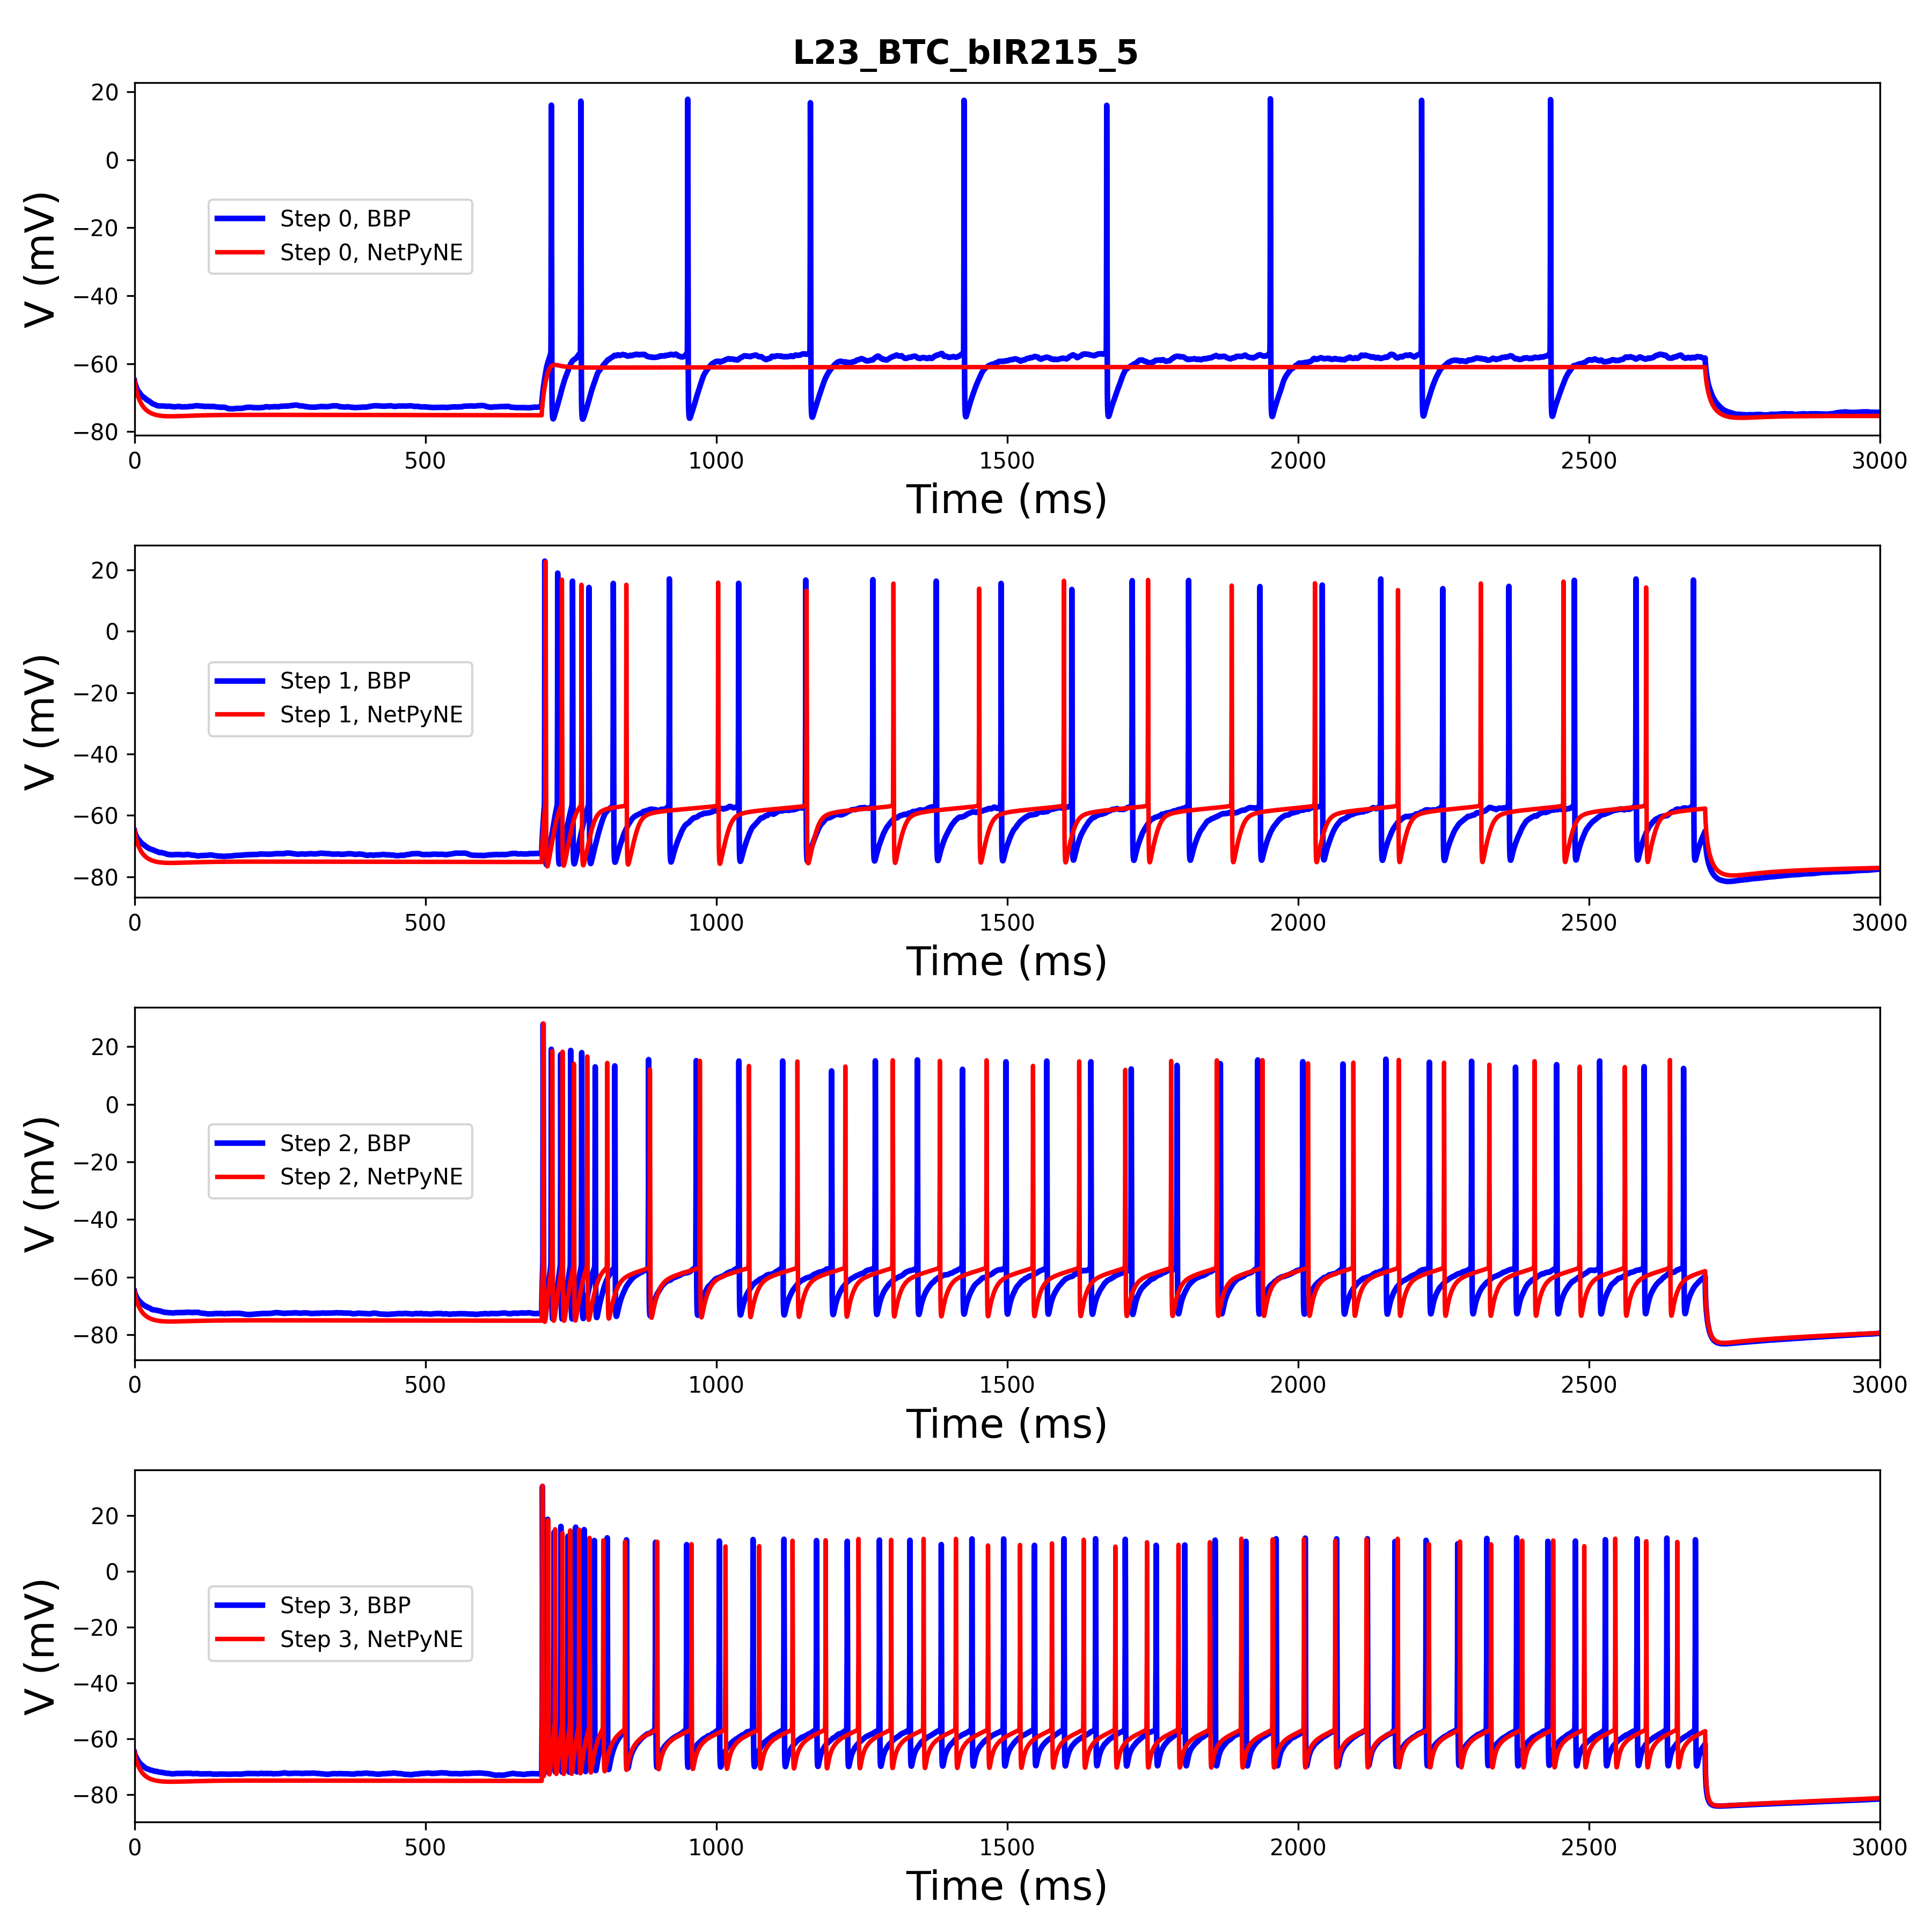 L23_BTC_bIR215_5
V (mV)
20
0
−20
−40
−60
−80
Step 0, BBP
Step 0, NetPyNE
0 500 1000 1500 2000 2500 3000
Time (ms)
V (mV)
20
0
−20
−40
−60
−80
Step 1, BBP
Step 1, NetPyNE
0 500 1000 1500 2000 2500 3000
Time (ms)
V (mV)
20
0
−20
−40
−60
−80
Step 2, BBP
Step 2, NetPyNE
0 500 1000 1500 2000 2500 3000
Time (ms)
V (mV)
20
0
−20
−40
−60
−80
Step 3, BBP
Step 3, NetPyNE
0 500 1000 1500 2000 2500 3000
Time (ms)